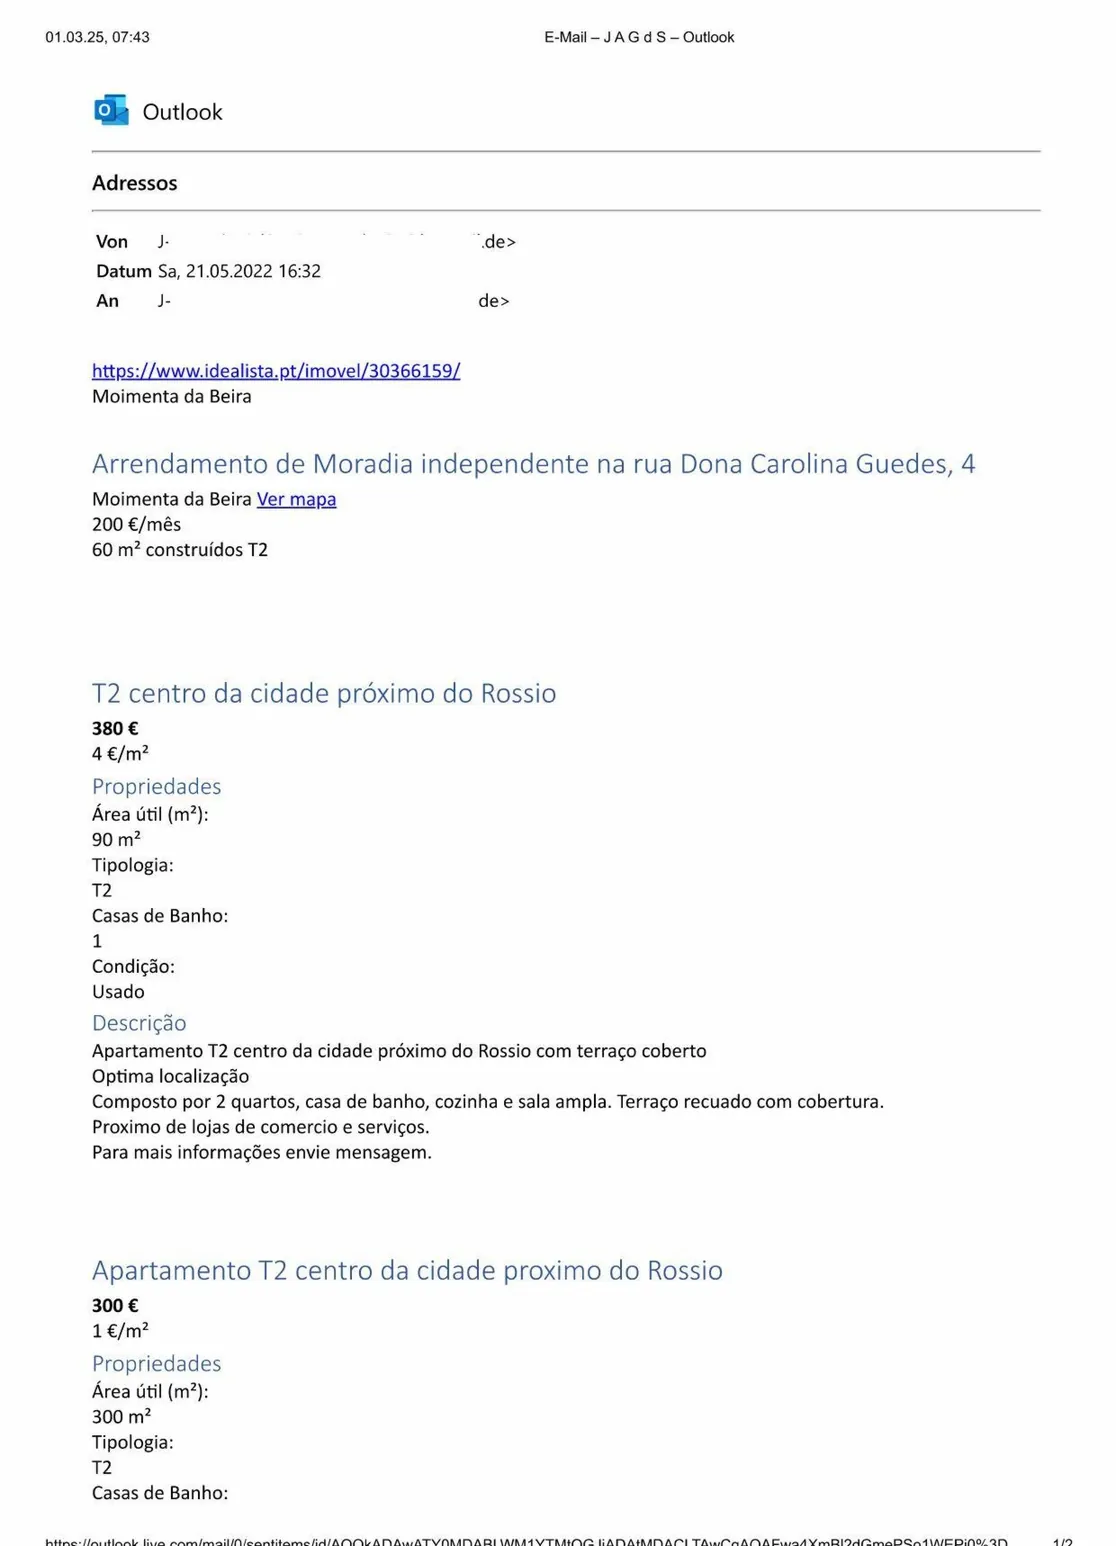 01.03.25, 07:43
E-Mail – J A G d S – Outlook
Outlook
Adressos
Von J- .de>
Datum Sa, 21.05.2022 16:32
An J- de>
https://www.idealista.pt/imovel/30366159/
Moimenta da Beira
Arrendamento de Moradia independente na rua Dona Carolina Guedes, 4
Moimenta da Beira Ver mapa
200 €/mês
60 m² construídos T2
T2 centro da cidade próximo do Rossio
380 €
4 €/m²
Propriedades
Área útil (m²):
90 m²
Tipologia:
T2
Casas de Banho:
1
Condição:
Usado
Descrição
Apartamento T2 centro da cidade próximo do Rossio com terraço coberto
Optima localização
Composto por 2 quartos, casa de banho, cozinha e sala ampla. Terraço recuado com cobertura.
Proximo de lojas de comercio e serviços.
Para mais informações envie mensagem.
Apartamento T2 centro da cidade proximo do Rossio
300 €
1 €/m²
Propriedades
Área útil (m²):
300 m²
Tipologia:
T2
Casas de Banho:
1/2